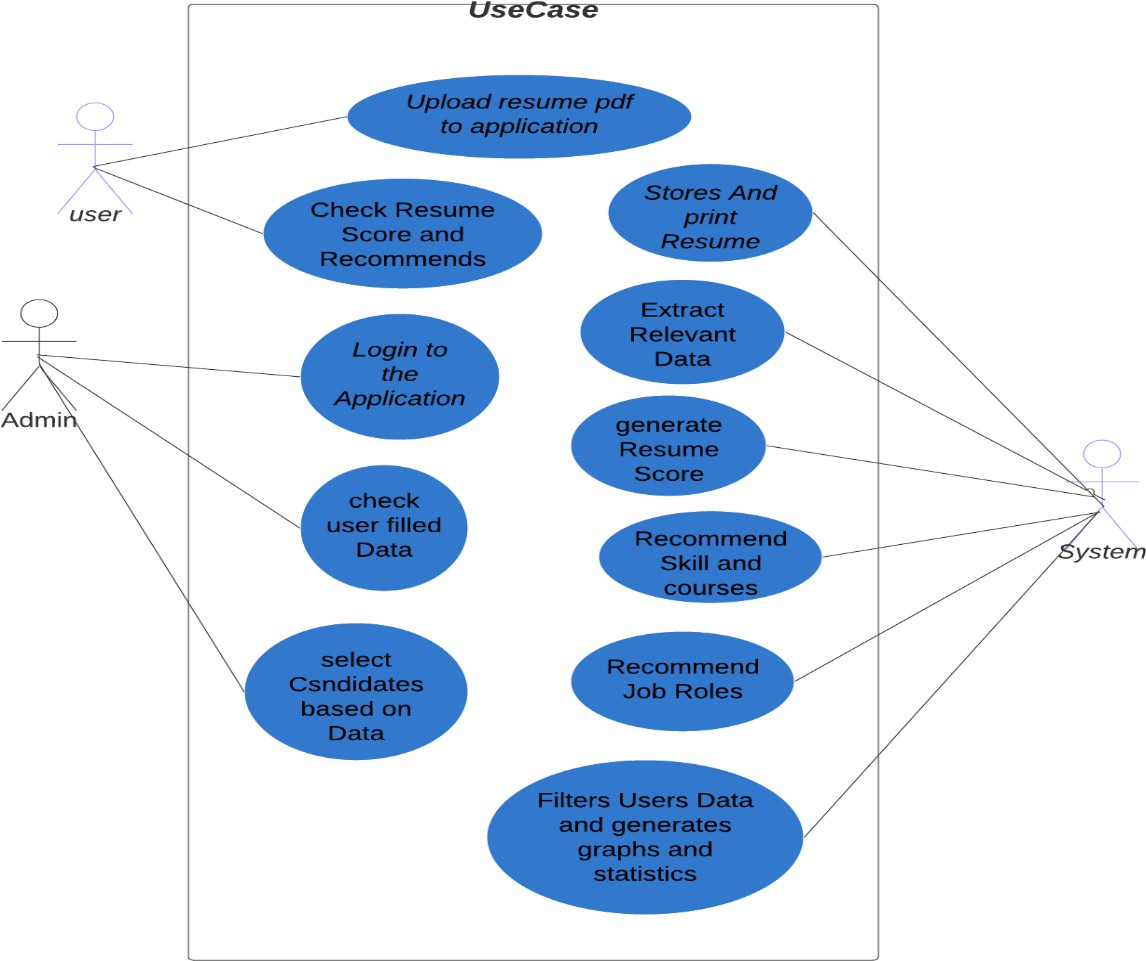 UseCase
Upload resume pdf
to application
user
Check Resume
Score and
Recommends
Stores And
print
Resume
Admin
Login to
the
Application
Extract
Relevant
Data
generate
Resume
Score
check
user filled
Data
Recommend
Skill and
courses
System
select
Csndidates
based on
Data
Recommend
Job Roles
Filters Users Data
and generates
graphs and
statistics